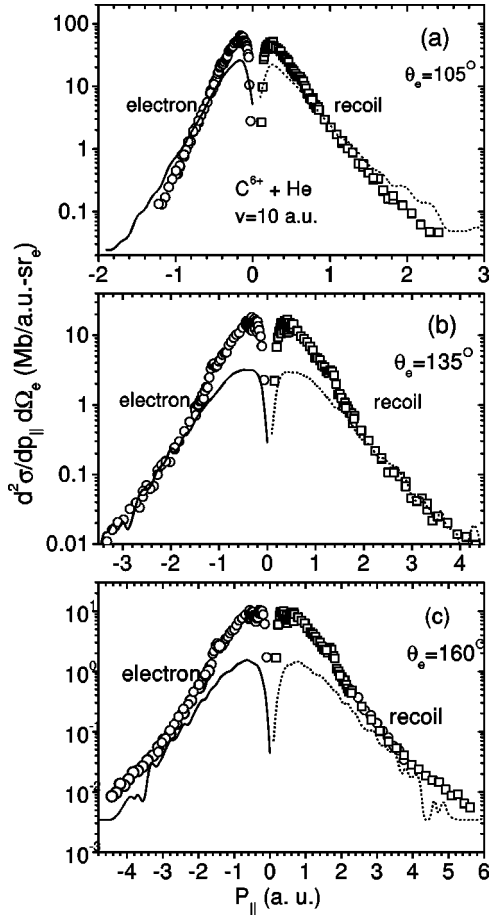 100
(a)
θe=105°
10
electron
recoil
1
C6+ + He
v=10 a.u.
0.1
-2 -1 0 1 2 3
d2σ/dp|| dΩe (Mb/a.u.-sre)
10
(b)
θe=135°
1
electron
recoil
0.1
0.01
-3 -2 -1 0 1 2 3 4
(c)
θe=160°
electron
recoil
-4 -3 -2 -1 0 1 2 3 4 5 6
P|| (a. u.)